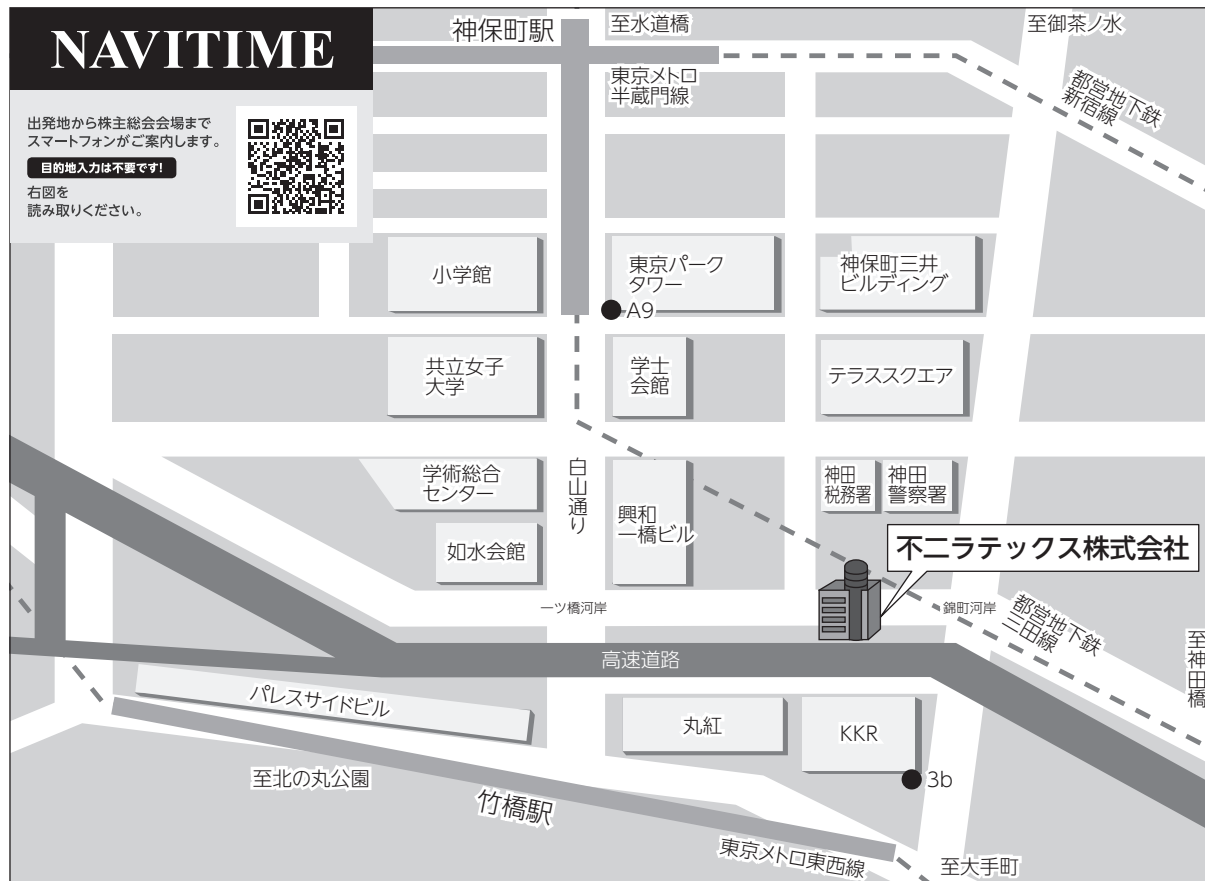 NAVITIME
出発地から株主総会会場まで
スマートフォンがご案内します。
目的地入力は不要です!
右図を
読み取りください。
神保町駅
至水道橋
至御茶ノ水
東京メトロ
半蔵門線
都営地下鉄
新宿線
小学館
東京パーク
タワー
神保町三井
ビルディング
A9
共立女子
大学
学士
会館
テラススクエア
学術総合
センター
白山通り
興和
一橋ビル
神田
税務署
神田
警察署
如水会館
不二ラテックス株式会社
一ツ橋河岸
錦町河岸
都営地下鉄
三田線
至神田橋
高速道路
パレスサイドビル
丸紅
KKR
3b
至北の丸公園
竹橋駅
東京メトロ東西線
至大手町